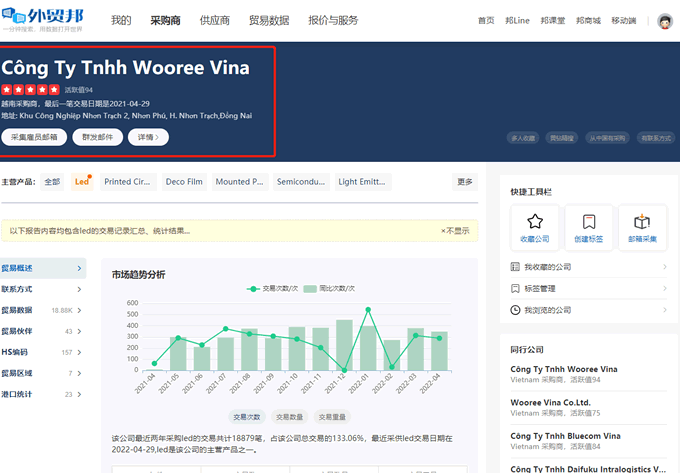 外贸邦
一分钟搜索，用数据打开世界
我的 采购商 供应商 贸易数据 报价与服务
首页 邦Line 邦课堂 邦商城 移动端
Công Ty Tnhh Wooree Vina
活跃值94
越南采购商，最后一笔交易日期是2021-04-29
地址: Khu Công Nghiệp Nhơn Trạch 2, Nhơn Phú, H. Nhơn Trạch,Đồng Nai
采集雇员邮箱 群发邮件 详情>
多人收藏 从中国有采购 有联系方式
主营产品: 全部 Led Printed Circ... Deco Film Mounted P... Semicondu... Light Emitt... 更多
以下报告内容均包含led的交易记录汇总、统计结果... ×不显示
贸易概述
联系方式
贸易数据 18.88K
贸易伙伴 43
HS编码 157
贸易区域 7
港口统计 23
市场趋势分析
交易次数/次 同比次数/次
600
500
400
300
200
100
0
2021-04 2021-05 2021-06 2021-07 2021-08 2021-09 2021-10 2021-11 2021-12 2022-01 2022-02 2022-03 2022-04
交易次数 交易数量 交易重量
该公司最近两年采购led的交易共计18879笔，占该公司总交易的133.06%，最近采供led交易日期在
2022-04-29,led是该公司的主营产品之一。
快捷工具栏
收藏公司 创建标签 邮箱采集
我收藏的公司
标签管理
我浏览的公司
同行公司
Công Ty Tnhh Wooree Vina
Vietnam 采购商，活跃值94
Wooree Vina Co.Ltd.
Vietnam 采购商，活跃值75
Công Ty Tnhh Bluecom Vina
Vietnam 采购商，活跃值84
Công Ty Tnhh Daifuku Intralogistics V...